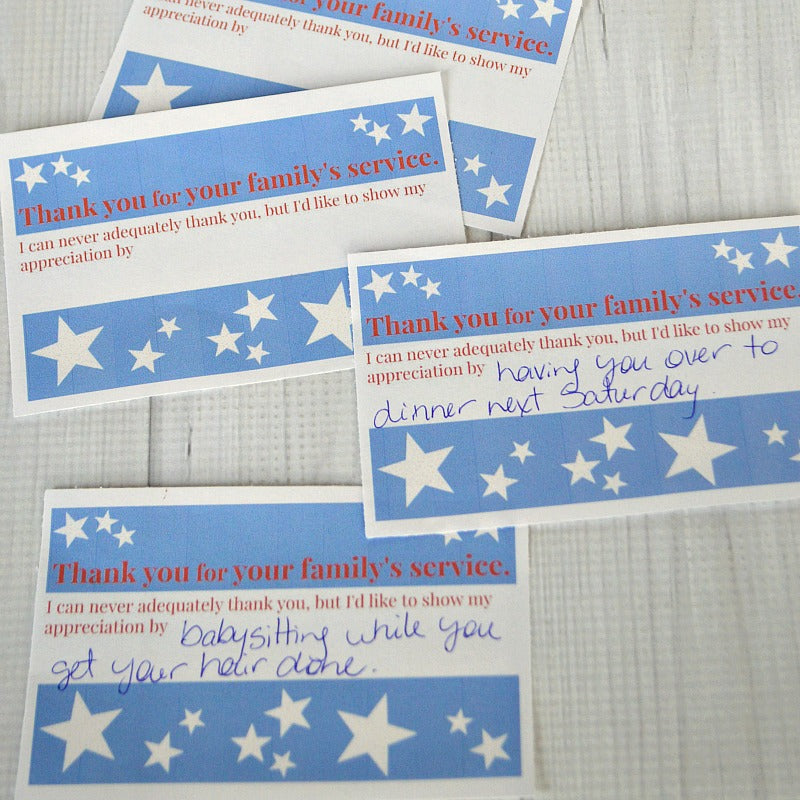 for your family's service.
never adequately thank you, but I'd like to show my
appreciation by
Thank you for your family's service.
I can never adequately thank you, but I'd like to show my
appreciation by
Thank you for your family's service.
I can never adequately thank you, but I'd like to show my
appreciation by having you over to
dinner next Saturday.
Thank you for your family's service.
I can never adequately thank you, but I'd like to show my
appreciation by babysitting while you
get your hair done.